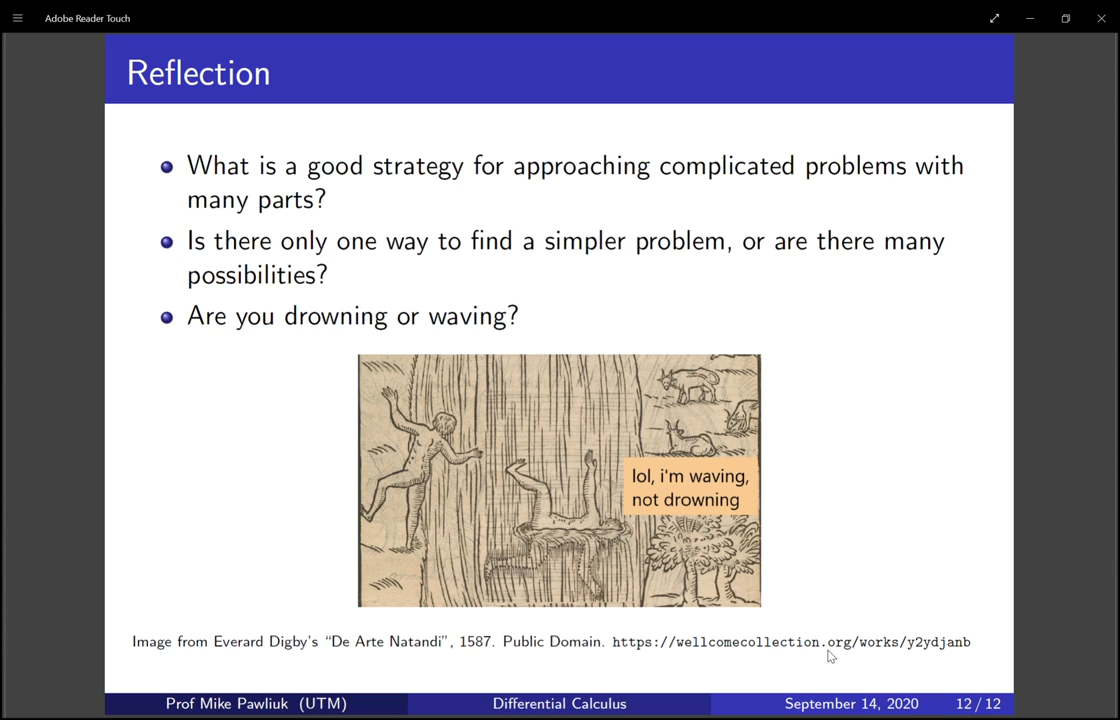 Adobe Reader Touch
Reflection
What is a good strategy for approaching complicated problems with
many parts?
Is there only one way to find a simpler problem, or are there many
possibilities?
Are you drowning or waving?
lol, i'm waving,
not drowning
Image from Everard Digby's “De Arte Natandi”, 1587. Public Domain. https://wellcomecollection.org/works/y2ydjanb
Prof Mike Pawliuk (UTM) Differential Calculus September 14, 2020 12 / 12